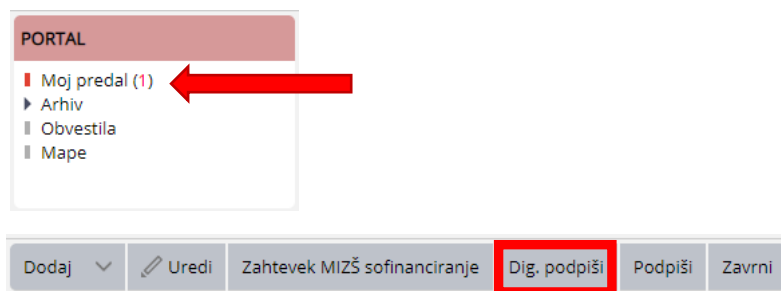 PORTAL
Moj predal (1)
Arhiv
Obvestila
Mape
Dodaj Uredi Zahtevek MIZŠ sofinanciranje Dig. podpiši Podpiši Zavrni